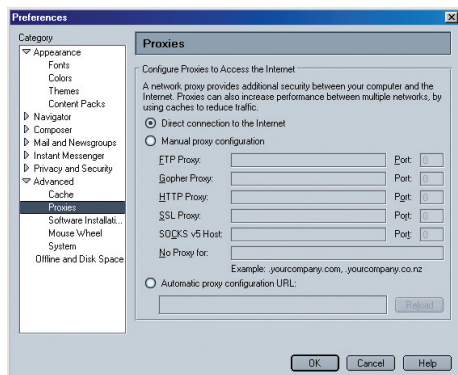 Preferences
Category
Appearance
Fonts
Colors
Themes
Content Packs
Navigator
Composer
Mail and Newsgroups
Instant Messenger
Privacy and Security
Advanced
Cache
Proxies
Software Installati...
Mouse Wheel
System
Offline and Disk Space
Proxies
Configure Proxies to Access the Internet
A network proxy provides additional security between your computer and the
Internet. Proxies can also increase performance between multiple networks, by
using caches to reduce traffic.
Direct connection to the Internet
Manual proxy configuration
FTP Proxy: Port: 0
Gopher Proxy: Port: 0
HTTP Proxy: Port: 0
SSL Proxy: Port: 0
SOCKS v5 Host: Port: 0
No Proxy for:
Example: .yourcompany.com, .yourcompany.co.nz
Automatic proxy configuration URL:
Reload
OK Cancel Help